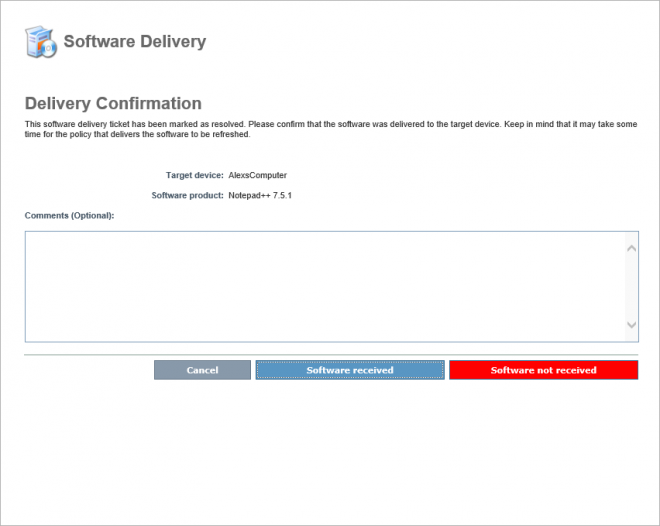 Software Delivery
Delivery Confirmation
This software delivery ticket has been marked as resolved. Please confirm that the software was delivered to the target device. Keep in mind that it may take some
time for the policy that delivers the software to be refreshed.
Target device: AlexsComputer
Software product: Notepad++ 7.5.1
Comments (Optional):
Cancel Software received Software not received